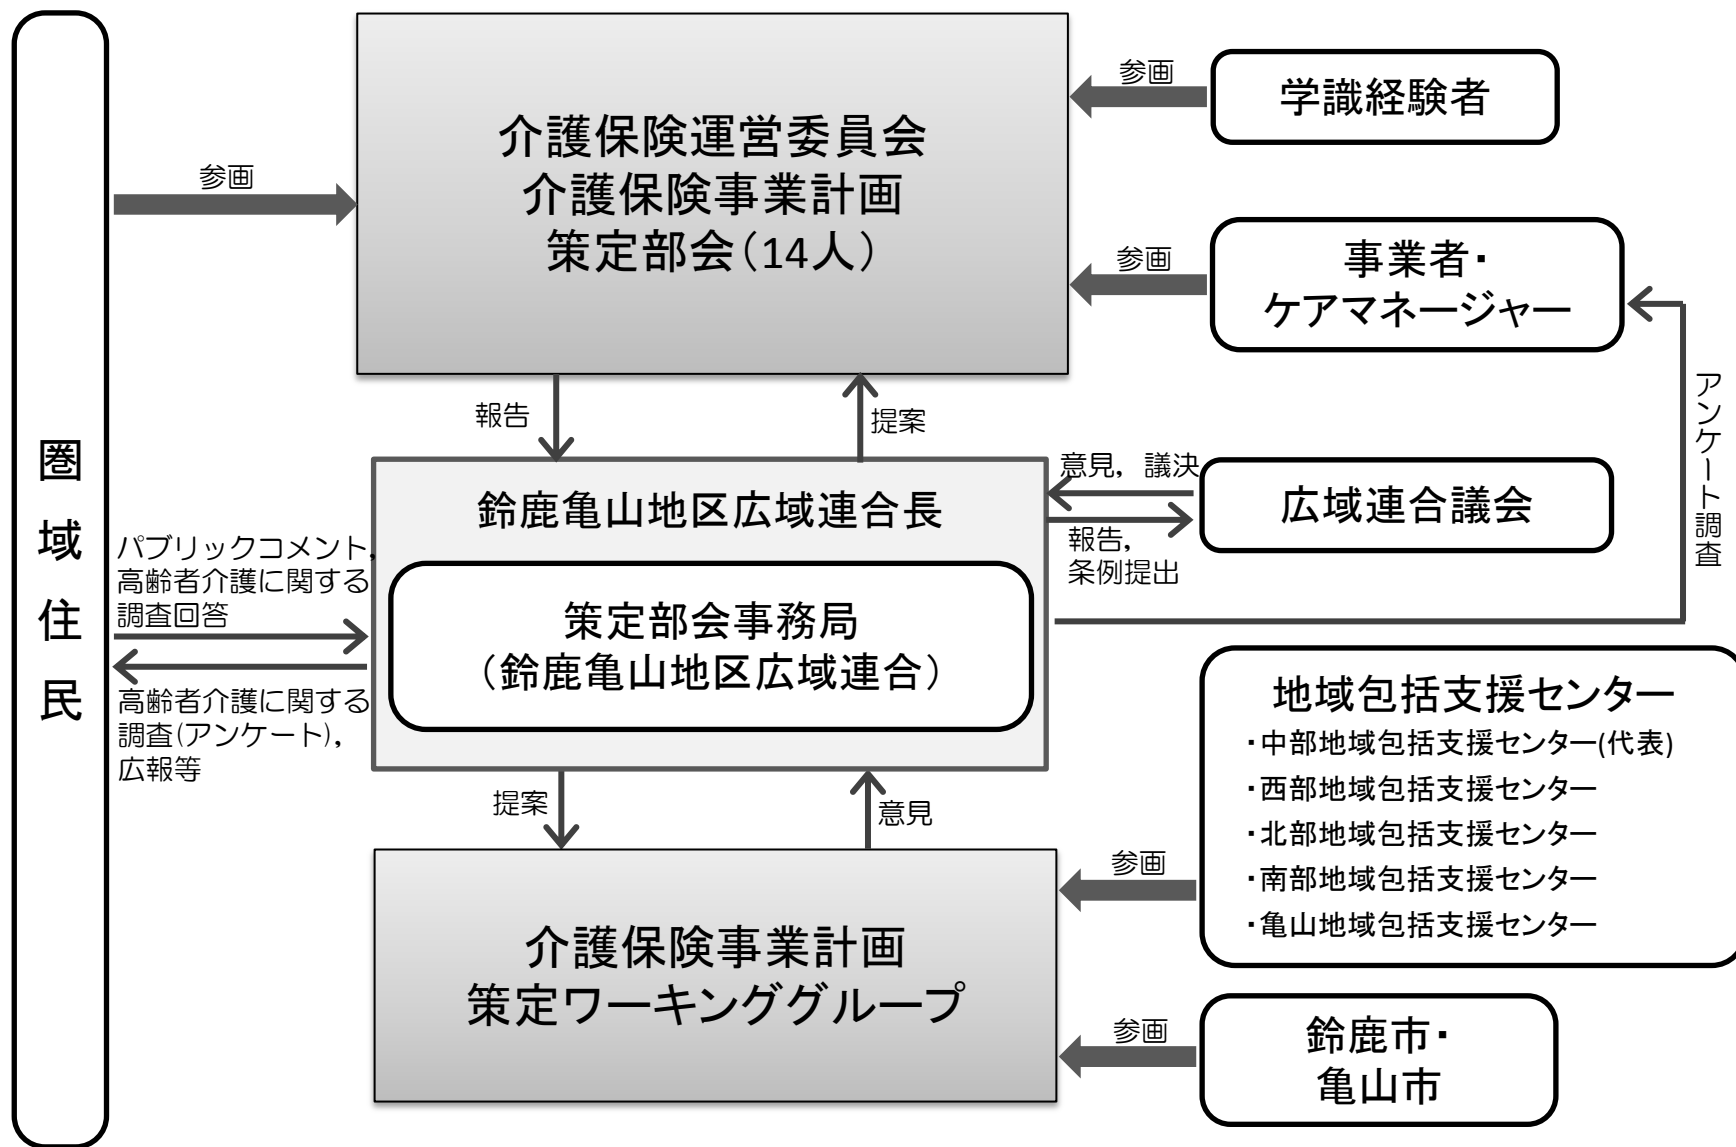 圏域住民
参画
介護保険運営委員会
介護保険事業計画
策定部会（14人）
参画
学識経験者
参画
事業者・
ケアマネージャー
報告
提案
アンケート調査
鈴鹿亀山地区広域連合長
意見，議決
広域連合議会
報告，
条例提出
パブリックコメント，
高齢者介護に関する
調査回答
策定部会事務局
（鈴鹿亀山地区広域連合）
高齢者介護に関する
調査(アンケート)，
広報等
提案
意見
地域包括支援センター
・中部地域包括支援センター(代表)
・西部地域包括支援センター
・北部地域包括支援センター
・南部地域包括支援センター
・亀山地域包括支援センター
参画
介護保険事業計画
策定ワーキンググループ
参画
鈴鹿市・
亀山市